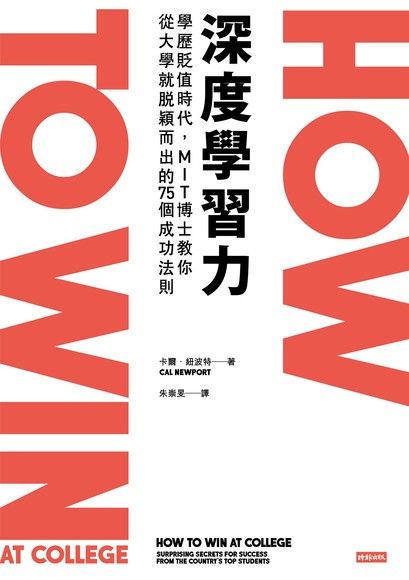 HOW
TO WIN
AT COLLEGE
深度學習力
學歷貶值時代，MIT博士教你
從大學就脫穎而出的75個成功法則
卡爾．紐波特——著
CAL NEWPORT
朱崇旻——譯
HOW TO WIN AT COLLEGE
SURPRISING SECRETS FOR SUCCESS
FROM THE COUNTRY'S TOP STUDENTS
時報出版